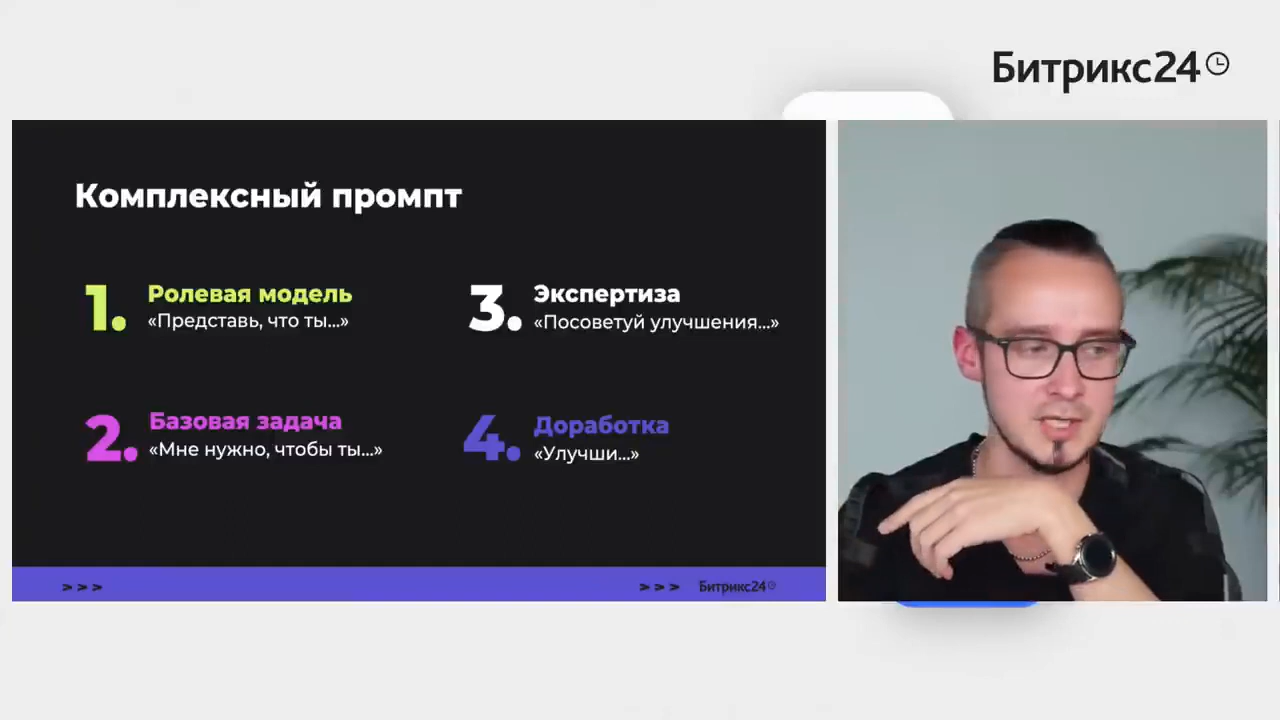 Битрикс24
Комплексный промпт
1. Ролевая модель
«Представь, что ты...»
2. Базовая задача
«Мне нужно, чтобы ты...»
3. Экспертиза
«Посоветуй улучшения...»
4. Доработка
«Улучши...»
> > >
> > > Битрикс24